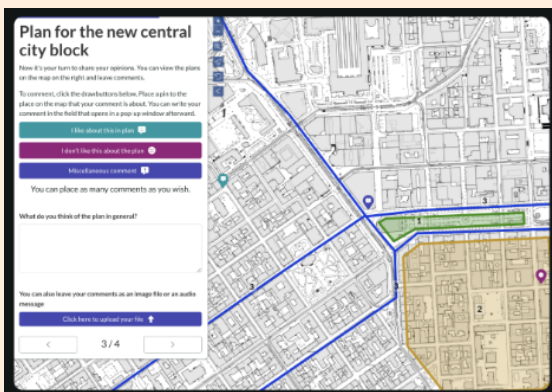 Plan for the new central
city block
Now it's your turn to share your opinions. You can view the plans
on the map on the right and leave comments.
To comment, click the draw buttons below. Place a pin to the
place on the map that your comment is about. You can write your
comment in the field that opens in a pop-up window afterward.
I like about this in plan
I don't like this about the plan
Miscellaneous comment
You can place as many comments as you wish.
What do you think of the plan in general?
You can also leave your comments as an image file or an audio
message
Click here to upload your file
< 3/4 >
1
3
1
3
3
2